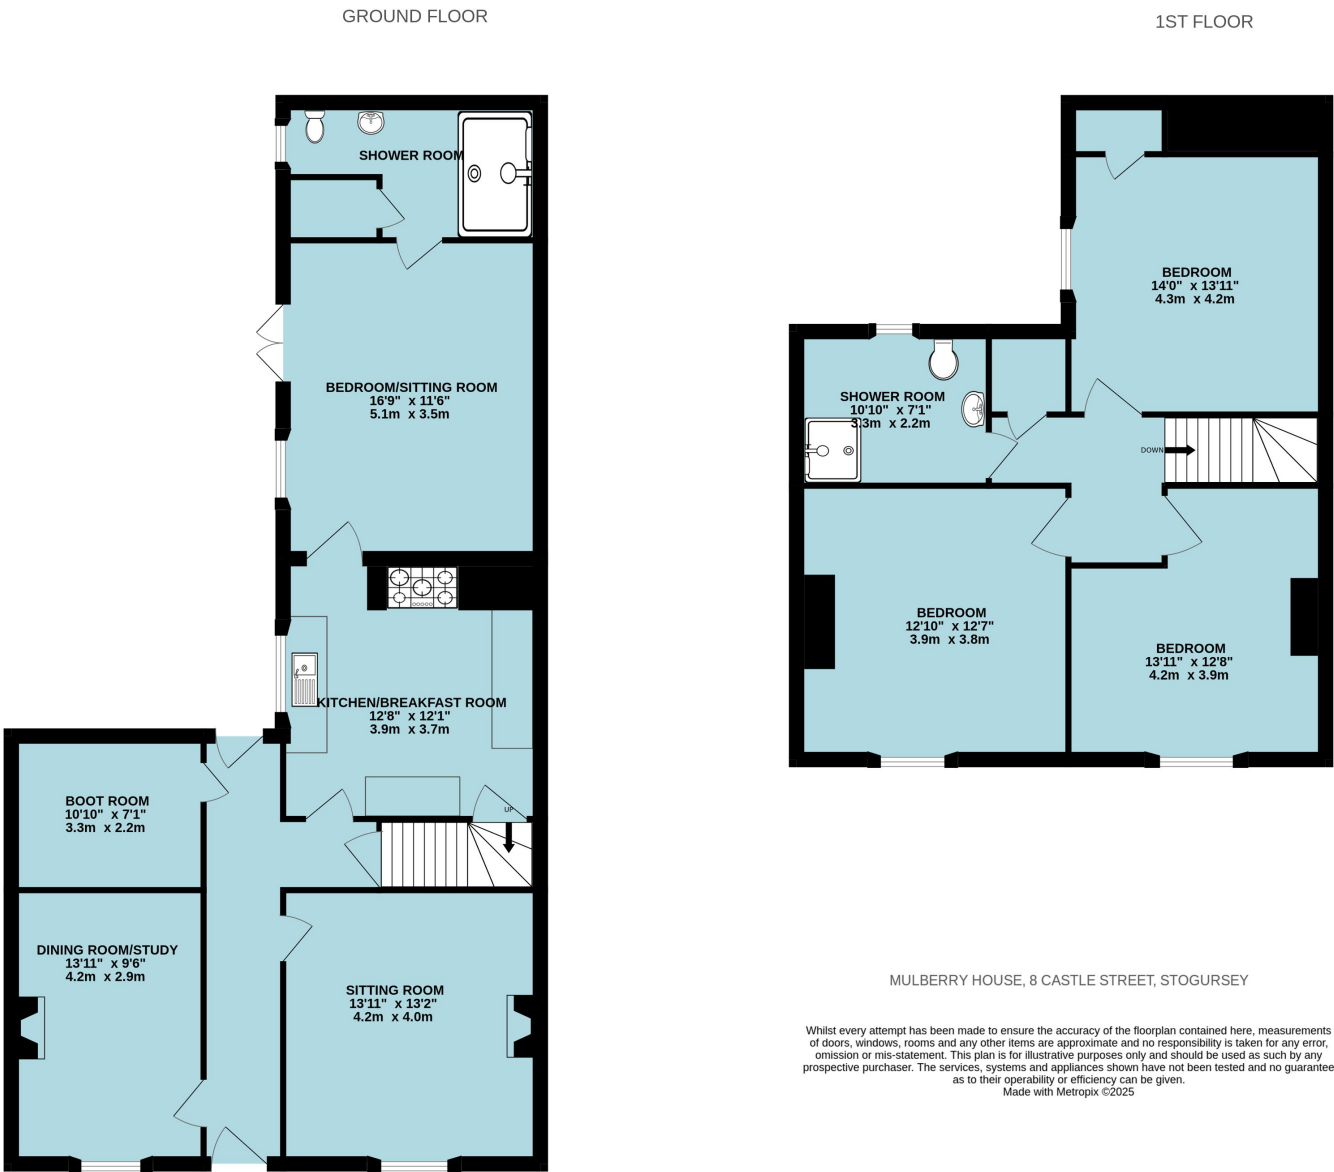 GROUND FLOOR
SHOWER ROOM
BEDROOM/SITTING ROOM
16'9" x 11'6"
5.1m x 3.5m
KITCHEN/BREAKFAST ROOM
12'8" x 12'1"
3.9m x 3.7m
BOOT ROOM
10'10" x 7'1"
3.3m x 2.2m
UP
DINING ROOM/STUDY
13'11" x 9'6"
4.2m x 2.9m
SITTING ROOM
13'11" x 13'2"
4.2m x 4.0m
1ST FLOOR
BEDROOM
14'0" x 13'11"
4.3m x 4.2m
SHOWER ROOM
10'10" x 7'1"
3.3m x 2.2m
DOWN
BEDROOM
12'10" x 12'7"
3.9m x 3.8m
BEDROOM
13'11" x 12'8"
4.2m x 3.9m
MULBERRY HOUSE, 8 CASTLE STREET, STOGURSEY
Whilst every attempt has been made to ensure the accuracy of the floorplan contained here, measurements
of doors, windows, rooms and any other items are approximate and no responsibility is taken for any error,
omission or mis-statement. This plan is for illustrative purposes only and should be used as such by any
prospective purchaser. The services, systems and appliances shown have not been tested and no guarantee
as to their operability or efficiency can be given.
Made with Metropix ©2025